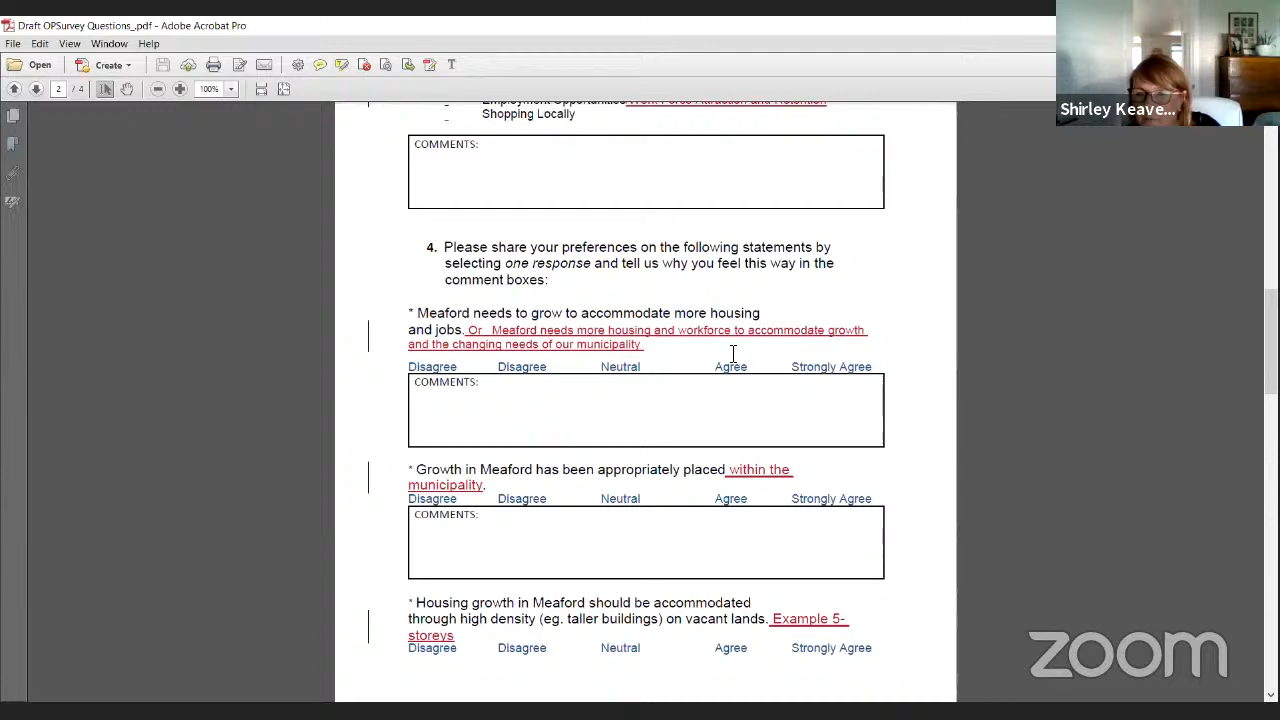 Draft OPSurvey Questions_.pdf - Adobe Acrobat Pro
File Edit View Window Help
Open Create
2 / 4 100%
Shirley Keave...
Employment Opportunities Work Force Attraction and Retention
Shopping Locally
COMMENTS:
4. Please share your preferences on the following statements by
selecting one response and tell us why you feel this way in the
comment boxes:
* Meaford needs to grow to accommodate more housing
and jobs. Or Meaford needs more housing and workforce to accommodate growth
and the changing needs of our municipality
Disagree Disagree Neutral Agree Strongly Agree
COMMENTS:
* Growth in Meaford has been appropriately placed within the
municipality.
Disagree Disagree Neutral Agree Strongly Agree
COMMENTS:
* Housing growth in Meaford should be accommodated
through high density (eg. taller buildings) on vacant lands. Example 5-
storeys
Disagree Disagree Neutral Agree Strongly Agree
zoom